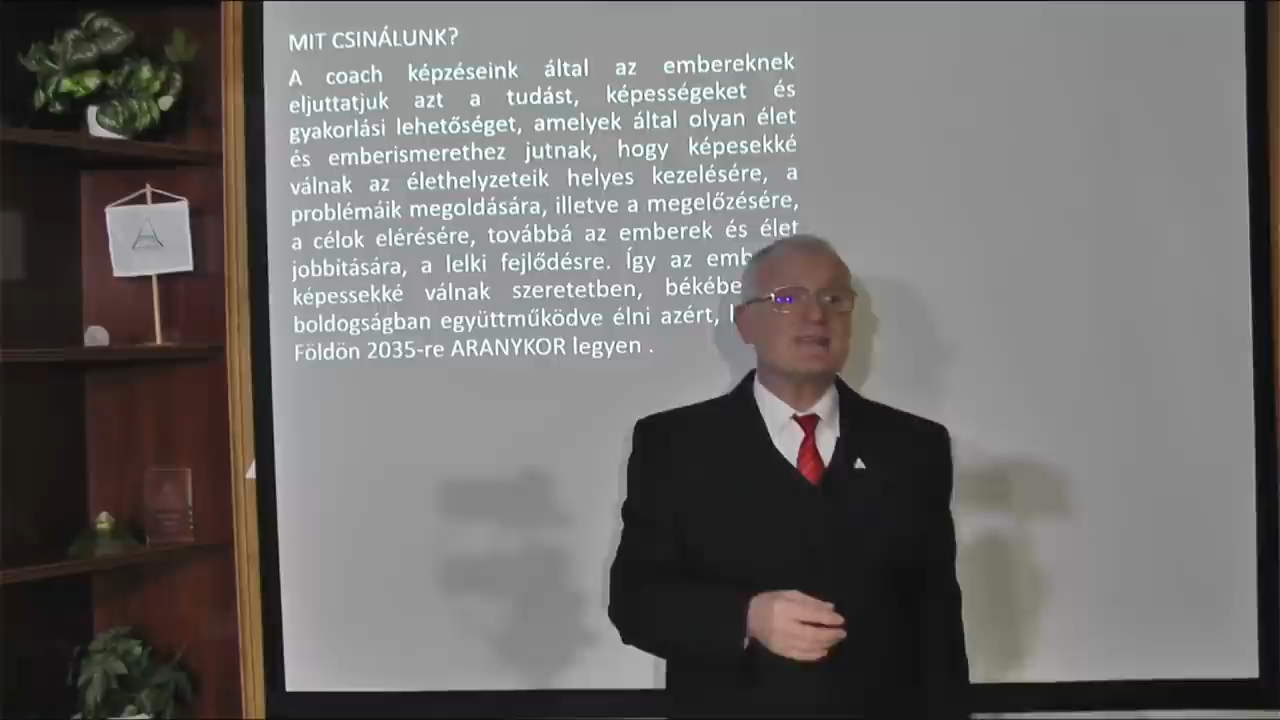 MIT CSINÁLUNK?
A coach képzéseink által az embereknek
eljuttatjuk azt a tudást, képességeket és
gyakorlási lehetőséget, amelyek által olyan élet
és emberismerethez jutnak, hogy képesekké
válnak az élethelyzeteik helyes kezelésére, a
problémáik megoldására, illetve a megelőzésére,
a célok elérésére, továbbá az emberek és élet
jobbítására, a lelki fejlődésre. Így az
képessekké válnak szeretetben,
boldogságban együttműködve élni azért,
Földön 2035-re ARANYKOR legyen .